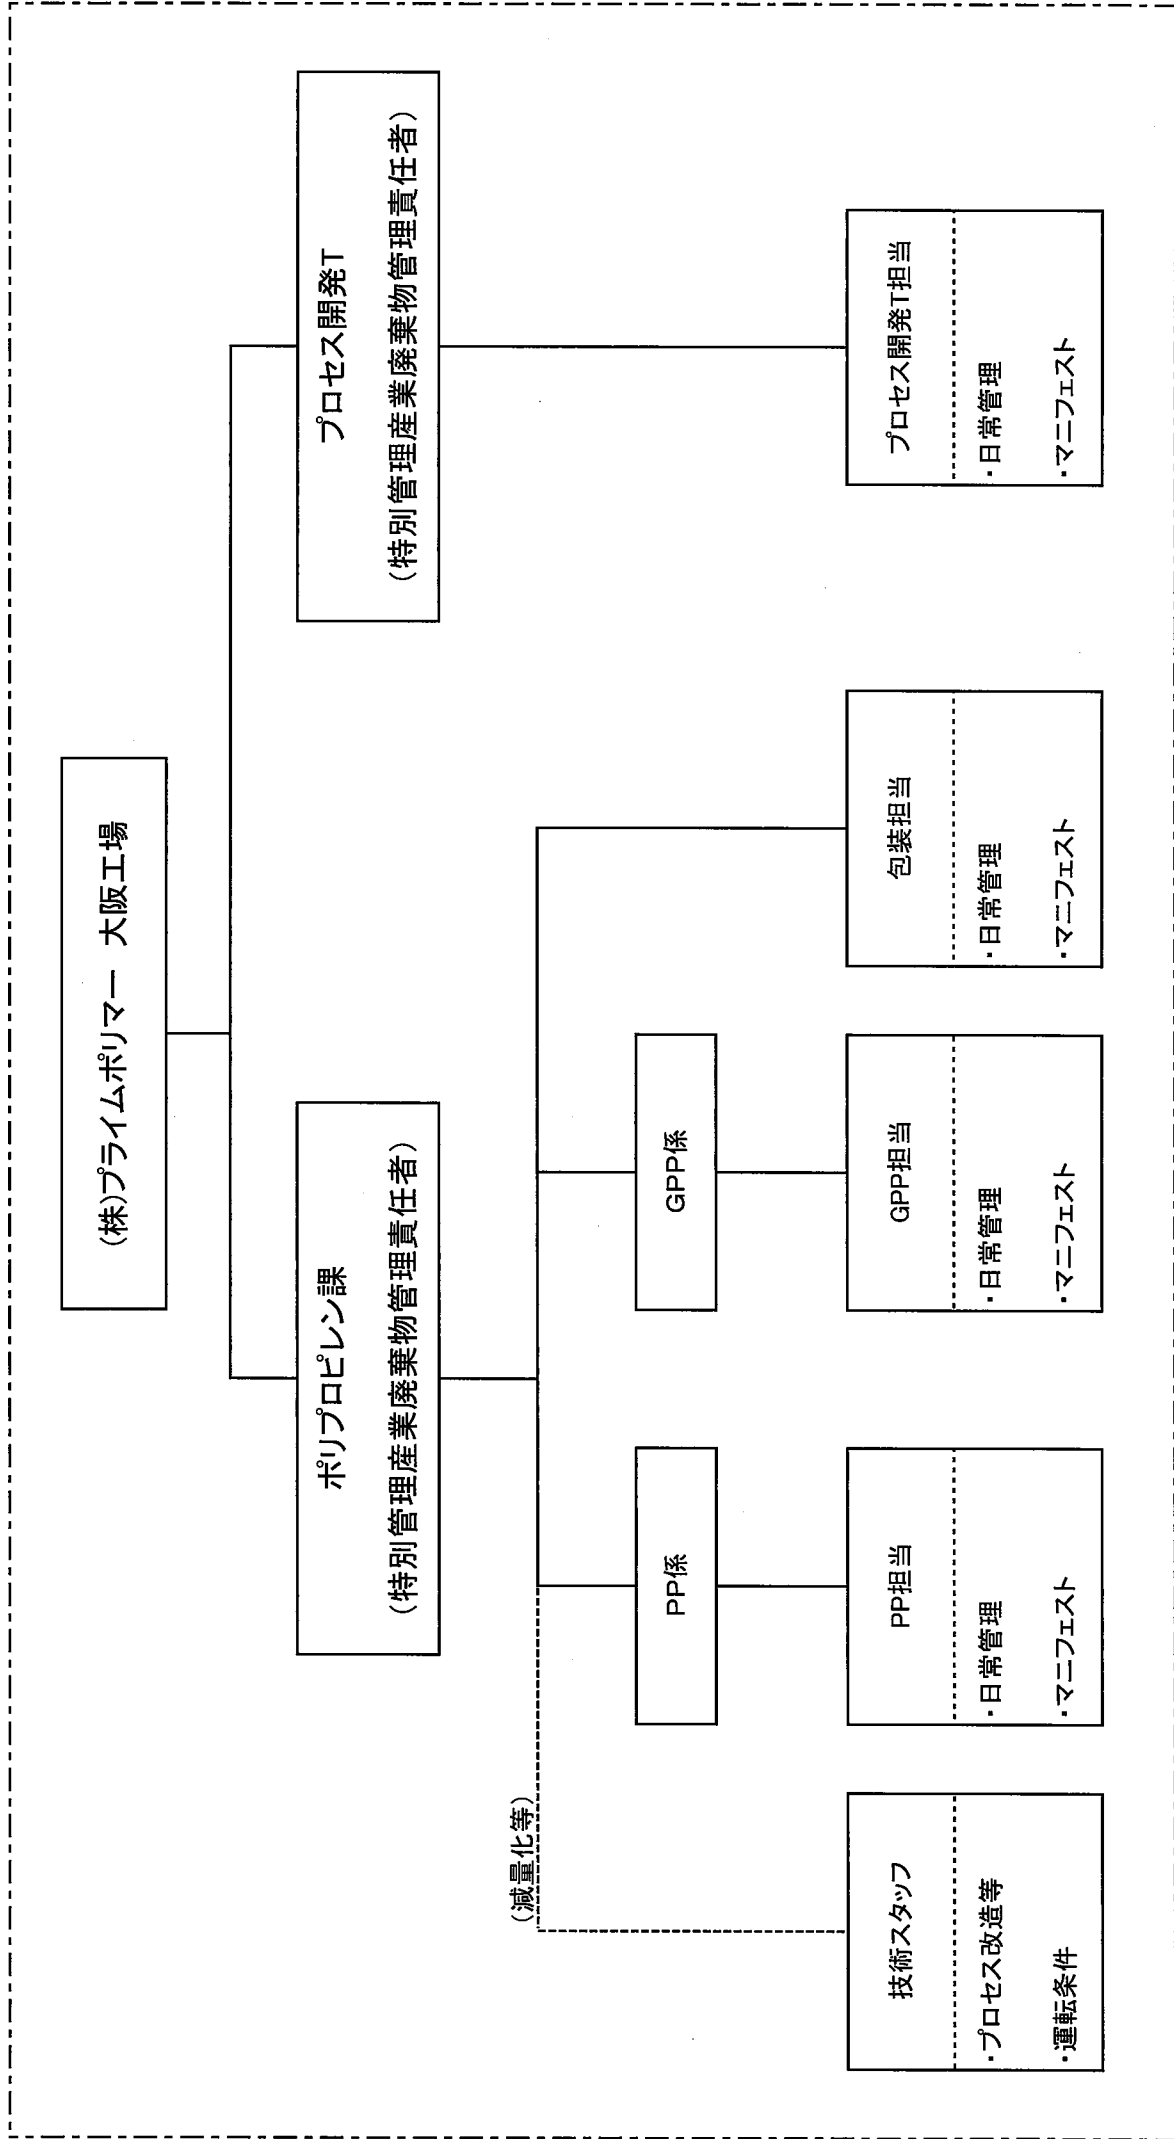 (株)プライムポリマー 大阪工場
ポリプロピレン課
(特別管理産業廃棄物管理責任者)
プロセス開発T
(特別管理産業廃棄物管理責任者)
(減量化等)
PP係
GPP係
技術スタッフ
・プロセス改造等
・運転条件
PP担当
・日常管理
・マニフェスト
GPP担当
・日常管理
・マニフェスト
包装担当
・日常管理
・マニフェスト
プロセス開発T担当
・日常管理
・マニフェスト